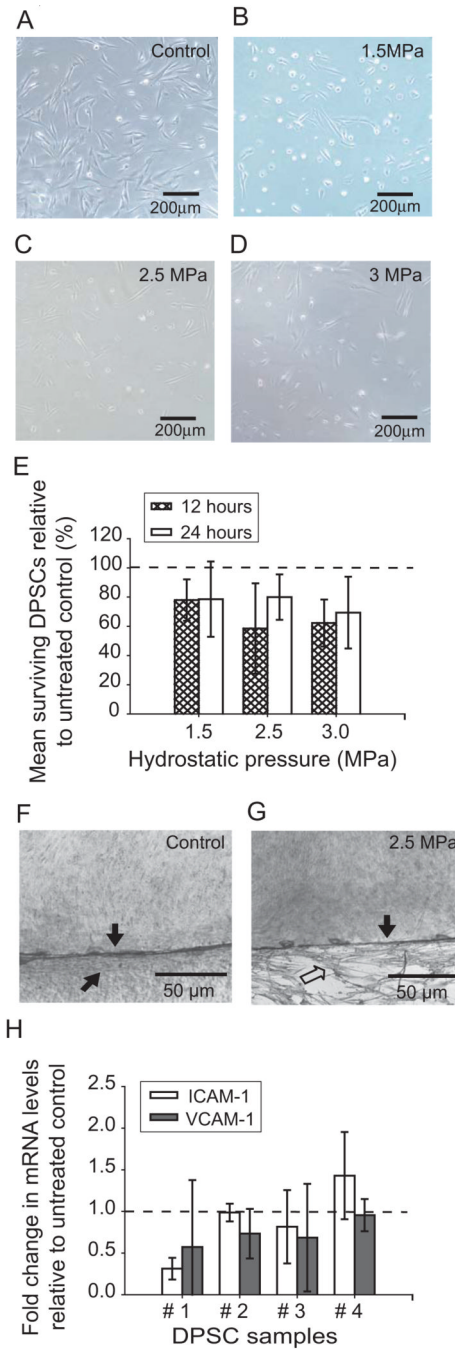 A
Control
200µm
B
1.5MPa
200µm
C
2.5 MPa
200µm
D
3 MPa
200µm
E
12 hours
24 hours
Mean surviving DPSCs relative
to untreated control (%)
120
100
80
60
40
20
0
1.5 2.5 3.0
Hydrostatic pressure (MPa)
F
Control
50 µm
G
2.5 MPa
50 µm
H
ICAM-1
VCAM-1
Fold change in mRNA levels
relative to untreated control
2.5
2.0
1.5
1.0
0.5
0.0
# 1 # 2 # 3 # 4
DPSC samples